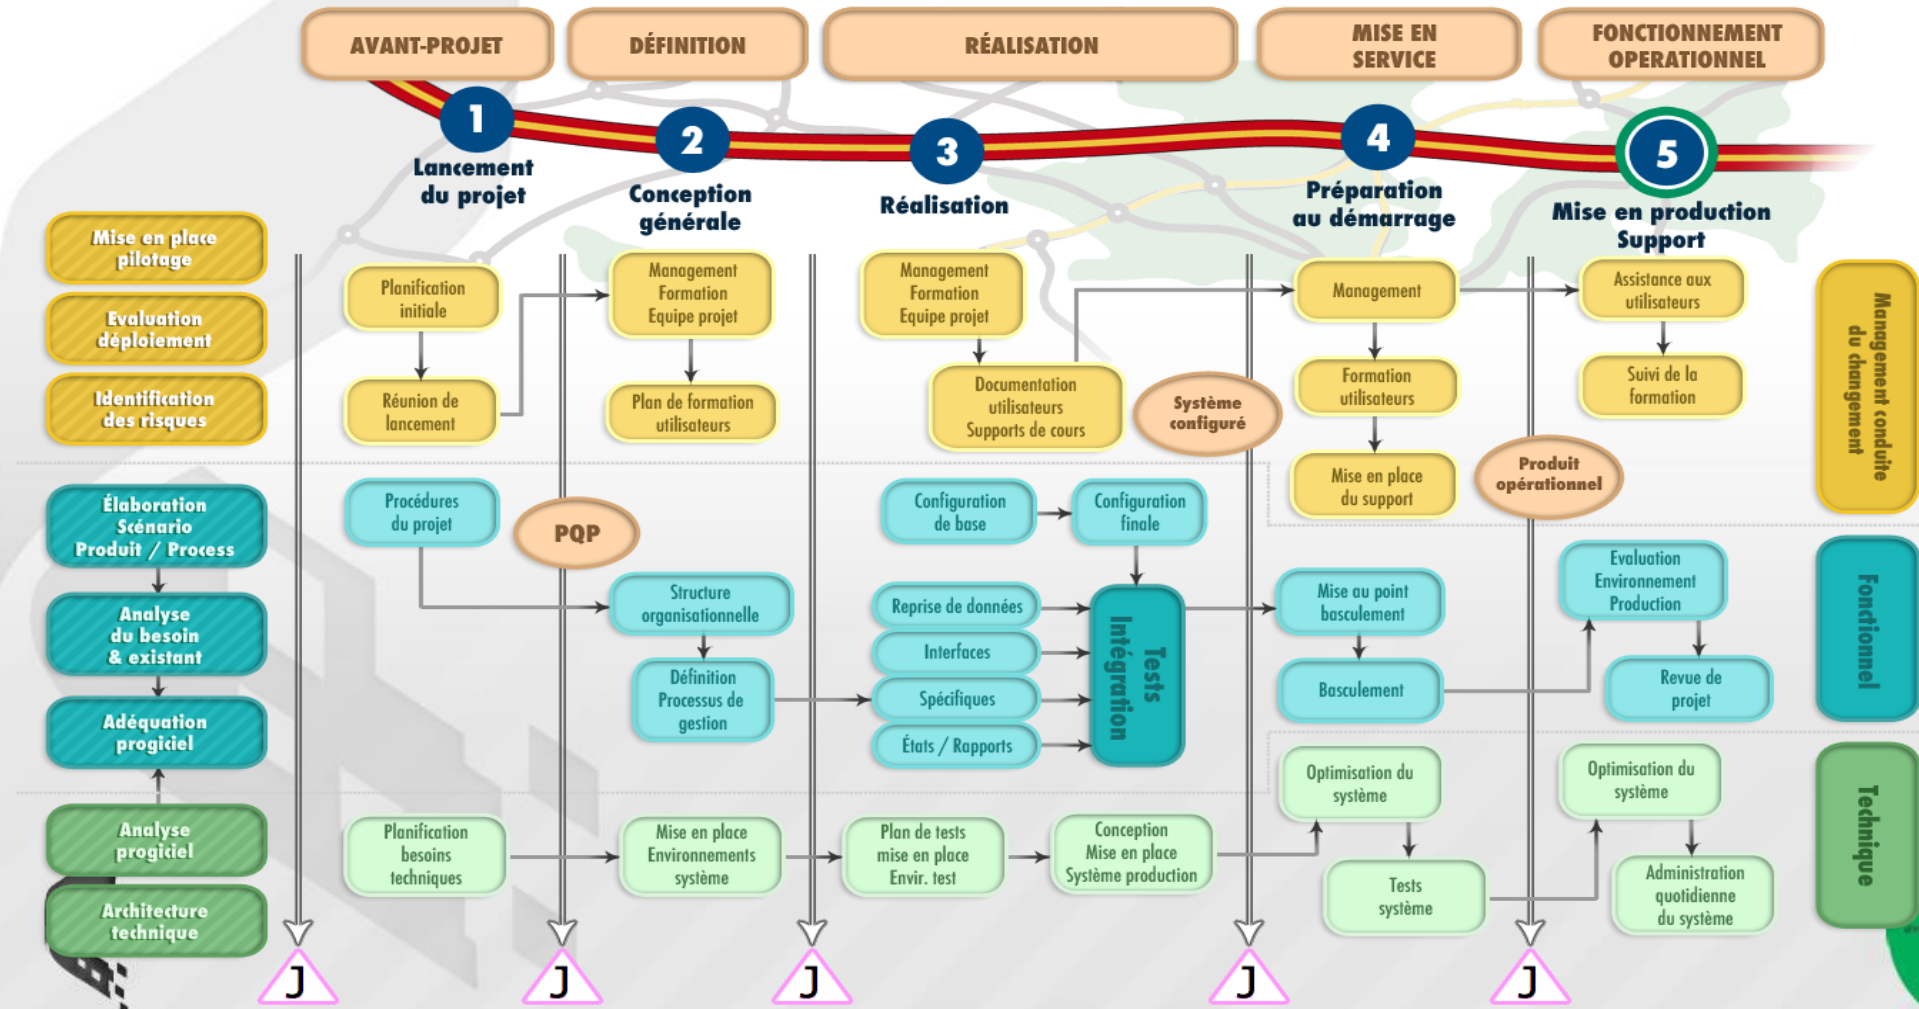 AVANT-PROJET
DÉFINITION
RÉALISATION
MISE EN
SERVICE
FONCTIONNEMENT
OPERATIONNEL
1
Lancement
du projet
2
Conception
générale
3
Réalisation
4
Préparation
au démarrage
5
Mise en production
Support
Mise en place
pilotage
Evaluation
déploiement
Identification
des risques
Planification
initiale
Réunion de
lancement
Management
Formation
Equipe projet
Plan de formation
utilisateurs
Management
Formation
Equipe projet
Documentation
utilisateurs
Supports de cours
Système
configuré
Management
Formation
utilisateurs
Mise en place
du support
Assistance aux
utilisateurs
Suivi de la
formation
Produit
opérationnel
Management conduite
du changement
Élaboration
Scénario
Produit / Process
Analyse
du besoin
& existant
Adéquation
progiciel
Procédures
du projet
PQP
Structure
organisationnelle
Définition
Processus de
gestion
Configuration
de base
Configuration
finale
Reprise de données
Interfaces
Spécifiques
États / Rapports
Tests
Intégration
Mise au point
basculement
Basculement
Evaluation
Environnement
Production
Revue de
projet
Fonctionnel
Analyse
progiciel
Architecture
technique
Planification
besoins
techniques
Mise en place
Environnements
système
Plan de tests
mise en place
Envir. test
Conception
Mise en place
Système production
Optimisation du
système
Tests
système
Optimisation du
système
Administration
quotidienne
du système
Technique
J
J
J
J
J